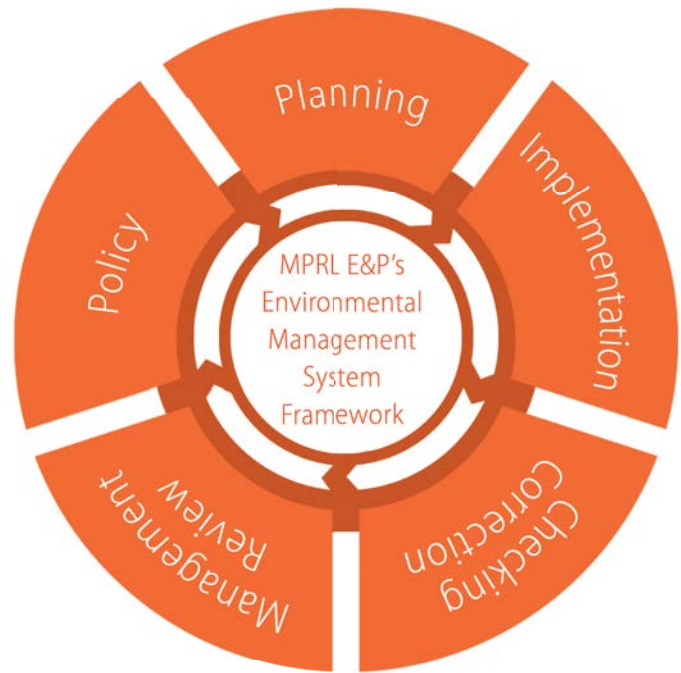 Planning
Implementation
Checking
Correction
Management
Review
Policy
MPRL E&P's
Environmental
Management
System
Framework